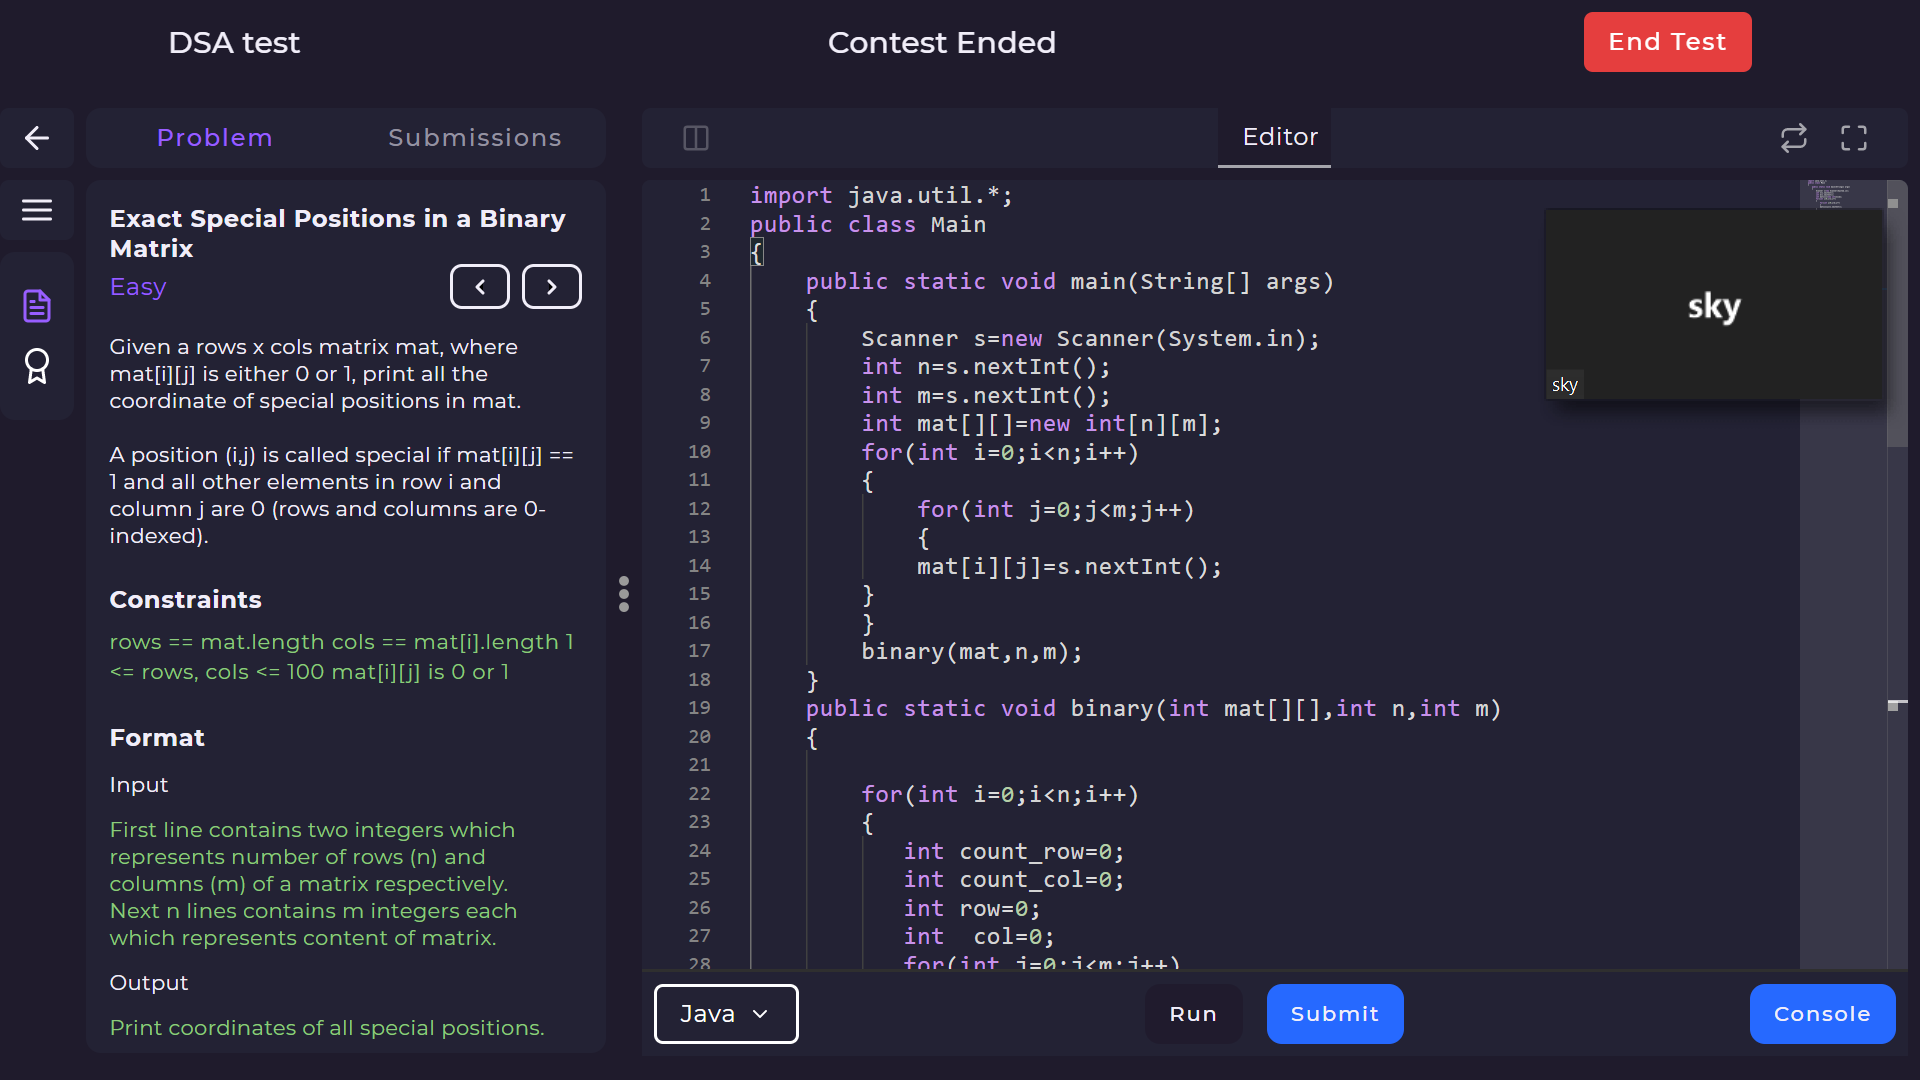 DSA test
Contest Ended
End Test
Problem
Submissions
Editor
Exact Special Positions in a Binary
Matrix
Easy
Given a rows x cols matrix mat, where
mat[i][j] is either 0 or 1, print all the
coordinate of special positions in mat.
A position (i,j) is called special if mat[i][j] ==
1 and all other elements in row i and
column j are 0 (rows and columns are 0-
indexed).
Constraints
rows == mat.length cols == mat[i].length 1
<= rows, cols <= 100 mat[i][j] is 0 or 1
Format
Input
First line contains two integers which
represents number of rows (n) and
columns (m) of a matrix respectively.
Next n lines contains m integers each
which represents content of matrix.
Output
Print coordinates of all special positions.
1 import java.util.*;
2 public class Main
3 {
4 public static void main(String[] args)
5 {
6 Scanner s=new Scanner(System.in);
7 int n=s.nextInt();
8 int m=s.nextInt();
9 int mat[][]=new int[n][m];
10 for(int i=0;i<n;i++)
11 {
12 for(int j=0;j<m;j++)
13 {
14 mat[i][j]=s.nextInt();
15 }
16 }
17 binary(mat,n,m);
18 }
19 public static void binary(int mat[][],int n,int m)
20 {
21
22 for(int i=0;i<n;i++)
23 {
24 int count_row=0;
25 int count_col=0;
26 int row=0;
27 int  col=0;
28 for(int j=0;j<m;j++)
sky
sky
Java
Run
Submit
Console